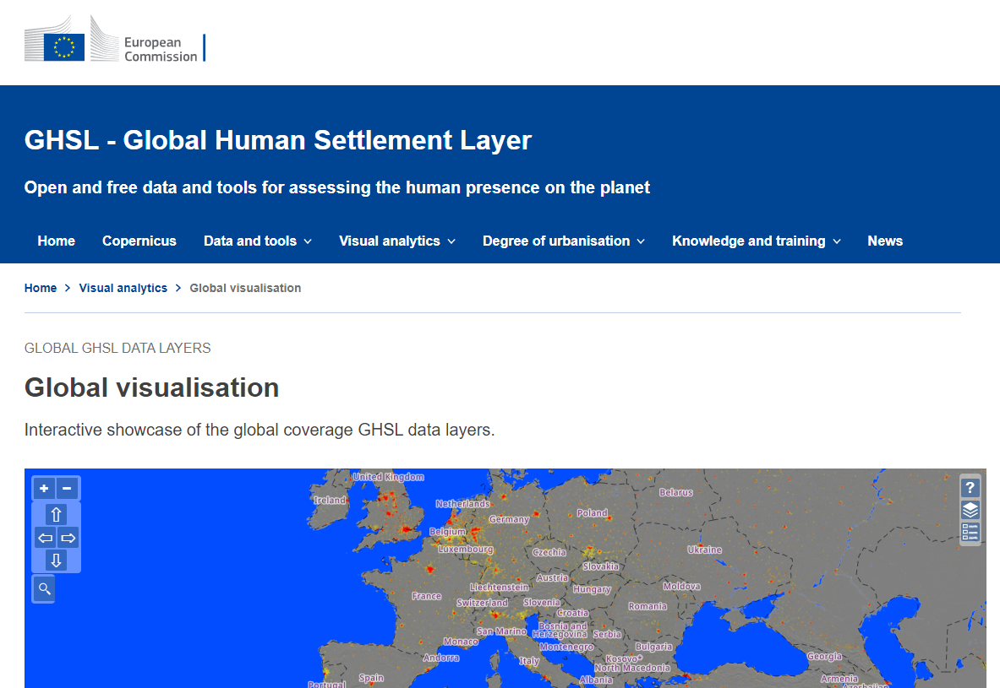 European
Commission
GHSL - Global Human Settlement Layer
Open and free data and tools for assessing the human presence on the planet
Home Copernicus Data and tools Visual analytics Degree of urbanisation Knowledge and training News
Home > Visual analytics > Global visualisation
GLOBAL GHSL DATA LAYERS
Global visualisation
Interactive showcase of the global coverage GHSL data layers.
+ −
?
United Kingdom
Ireland
Netherlands
Belarus
Germany
Poland
Belgium
Luxembourg
Czechia
Ukraine
Slovakia
Austria
Liechtenstein
Hungary
Moldova
France
Switzerland
Slovenia
Romania
Croatia
San Marino
Bosnia and
Herzegovina
Serbia
Monaco
Montenegro
Bulgaria
Andorra
Italy
Kosovo*
Georgia
North Macedonia
Spain
Albania
Armenia
Portugal
Azerbaijan